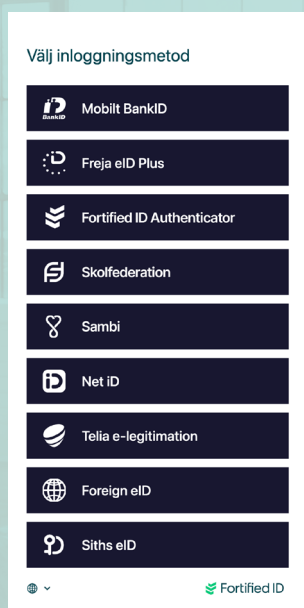 Välj inloggningsmetod
BankID
Mobilt BankID
Freja eID Plus
Fortified ID Authenticator
Skolfederation
Sambi
iD
Net iD
Telia e-legitimation
Foreign eID
Siths eID
Fortified ID